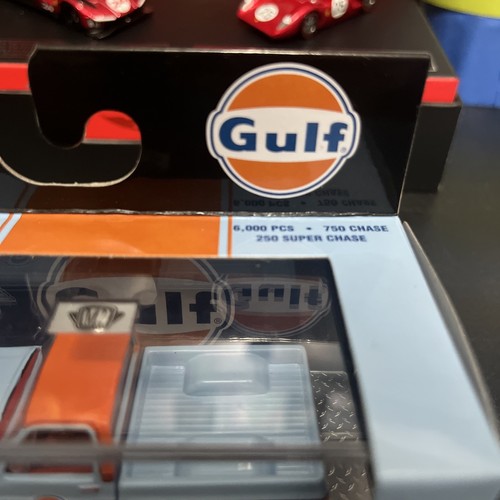 Gulf
6,000 PCS • 750 CHASE
250 SUPER CHASE
Gulf